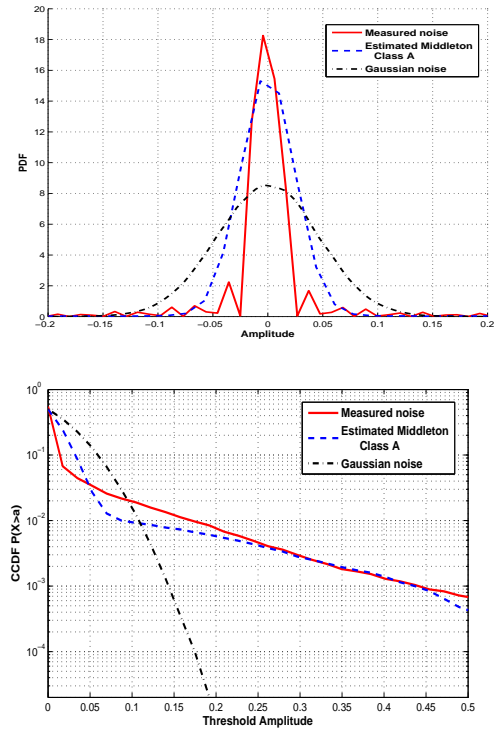 20
18
16
14
12
10
8
6
4
2
0
PDF
Measured noise
Estimated Middleton
Class A
Gaussian noise
−0.2 −0.15 −0.1 −0.05 0 0.05 0.1 0.15 0.2
Amplitude
10^0
10^−1
10^−2
10^−3
10^−4
CCDF P(X>a)
Measured noise
Estimated Middleton
Class A
Gaussian noise
0 0.05 0.1 0.15 0.2 0.25 0.3 0.35 0.4 0.45 0.5
Threshold Amplitude